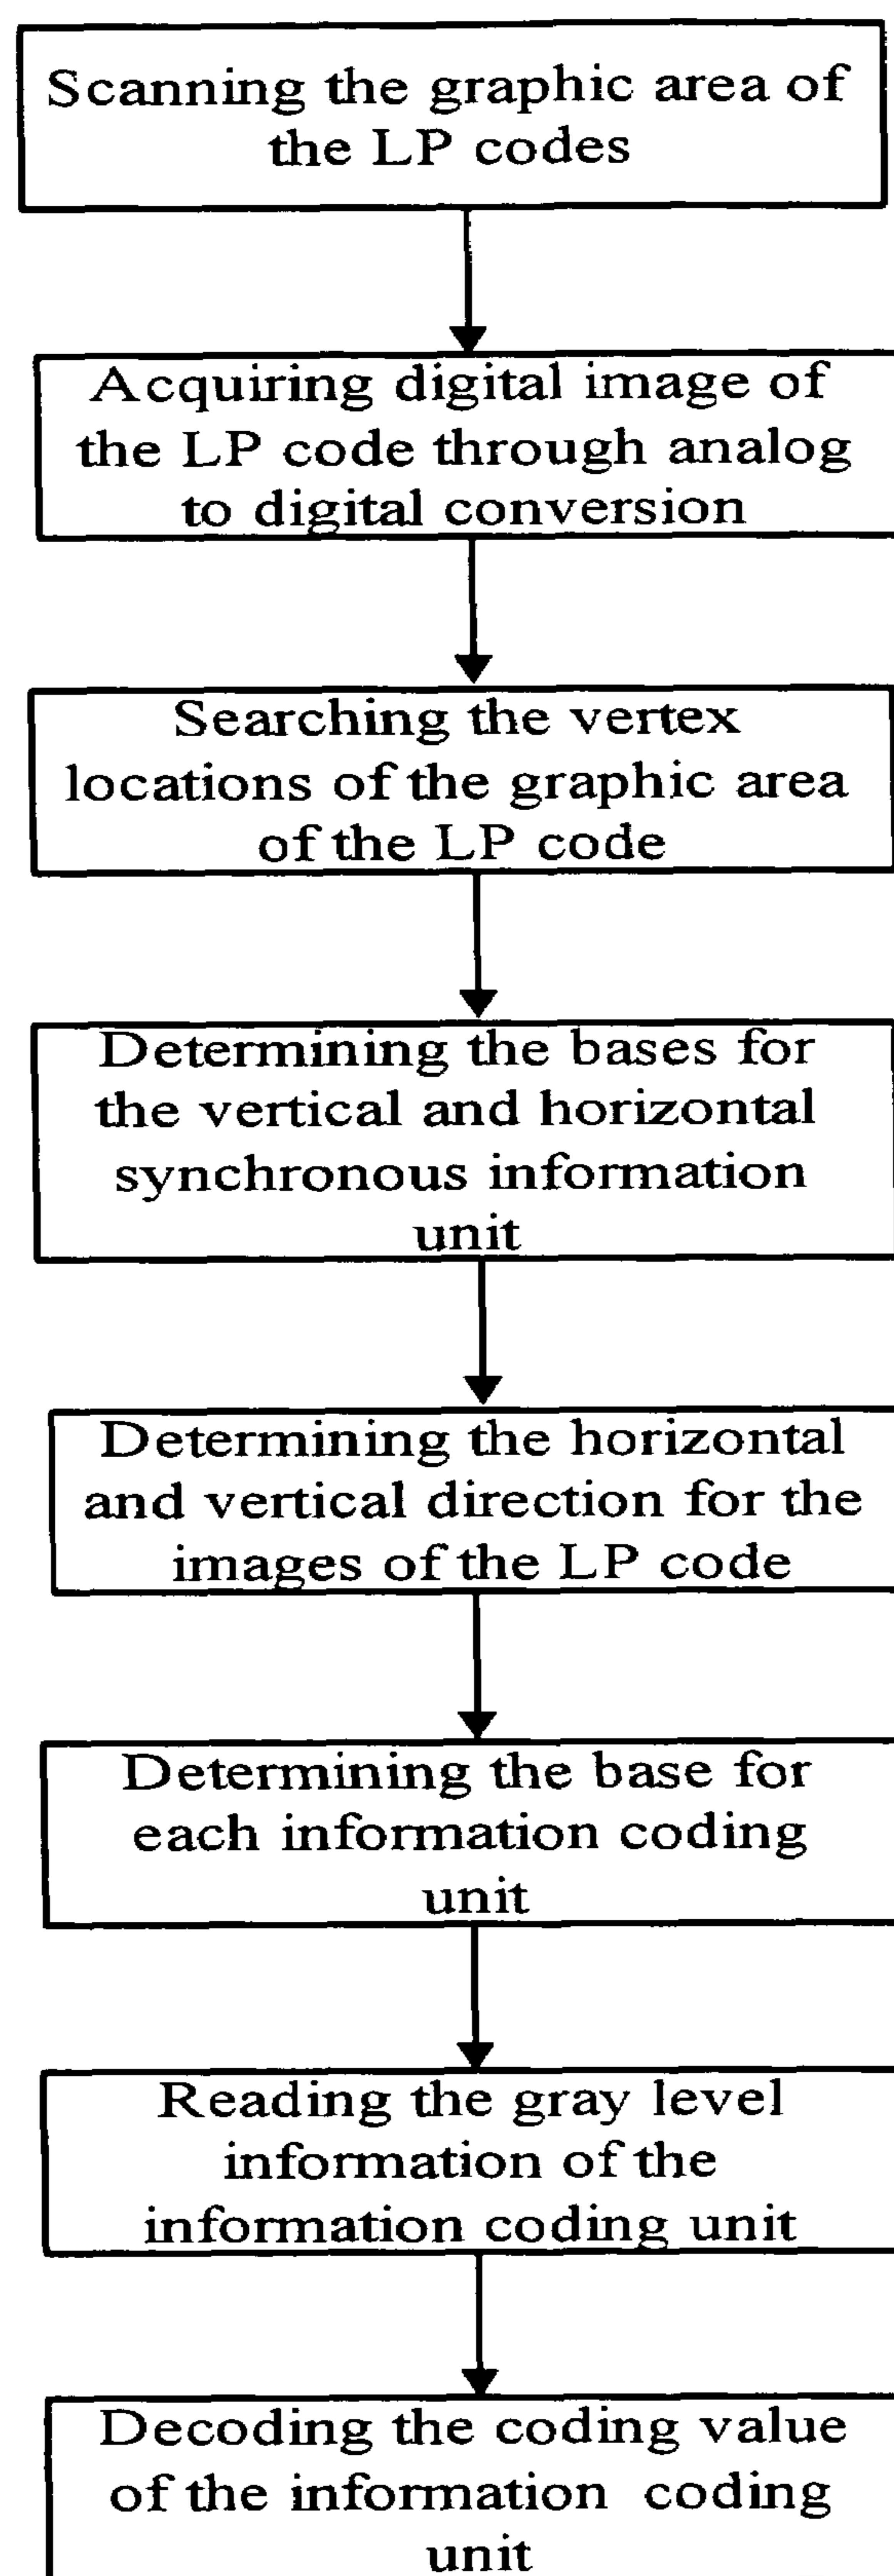 Scanning the graphic area of
the LP codes
Acquiring digital image of
the LP code through analog
to digital conversion
Searching the vertex
locations of the graphic area
of the LP code
Determining the bases for
the vertical and horizontal
synchronous information
unit
Determining the horizontal
and vertical direction for the
images of the LP code
Determining the base for
each information coding
unit
Reading the gray level
information of the
information coding unit
Decoding the coding value
of the information coding
unit